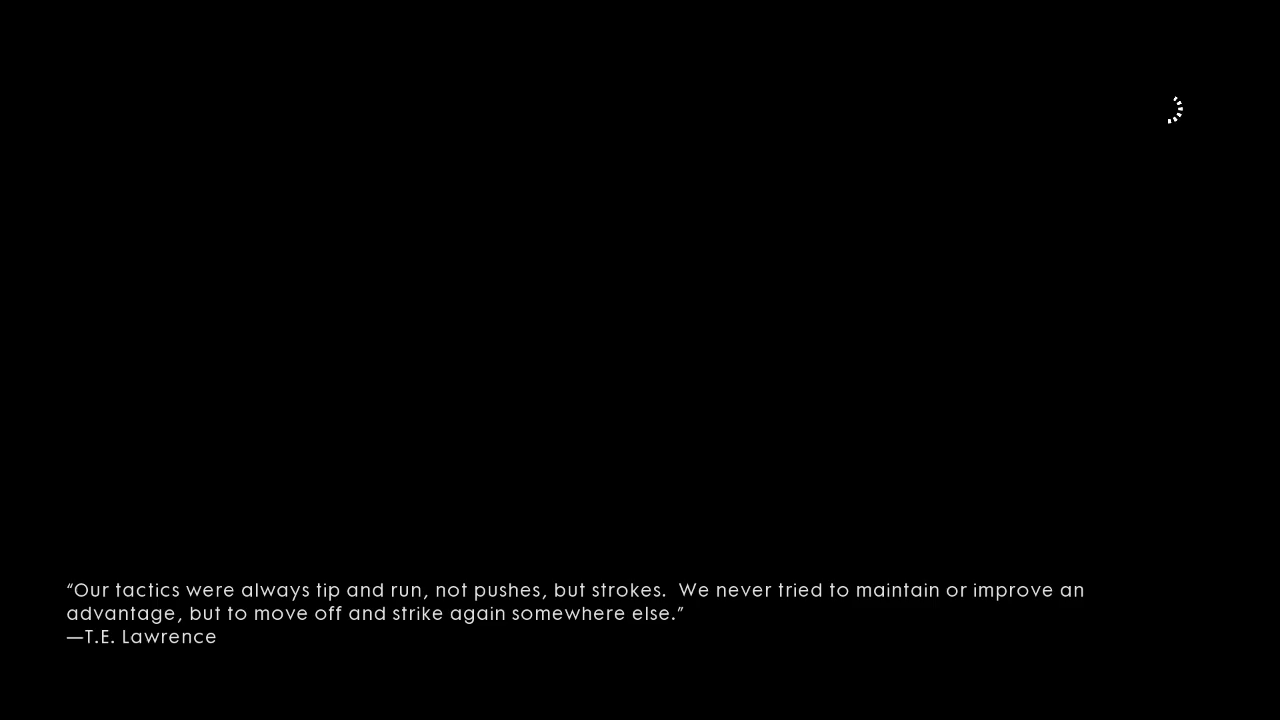 “Our tactics were always tip and run, not pushes, but strokes.  We never tried to maintain or improve an
advantage, but to move off and strike again somewhere else.”
—T.E. Lawrence